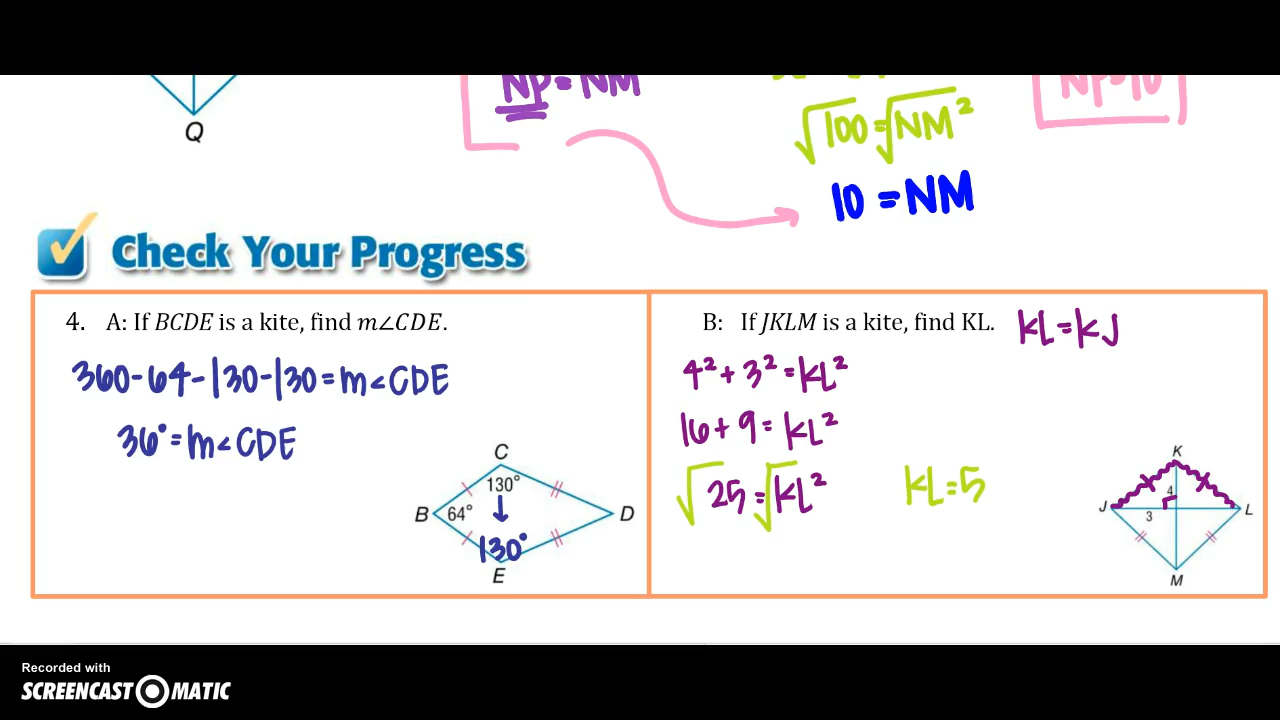 Q
NP = NM
√100 = √NM²
10 = NM
NP=10
Check Your Progress
4. A: If BCDE is a kite, find m∠CDE.
360-64-130-130=m∠CDE
36°=m∠CDE
C
130°
B
64°
D
130°
E
B: If JKLM is a kite, find KL.
KL=KJ
4²+3²=KL²
16+9=KL²
√25=√KL²
KL=5
K
4
J
3
L
M
Recorded with
SCREENCAST-O-MATIC